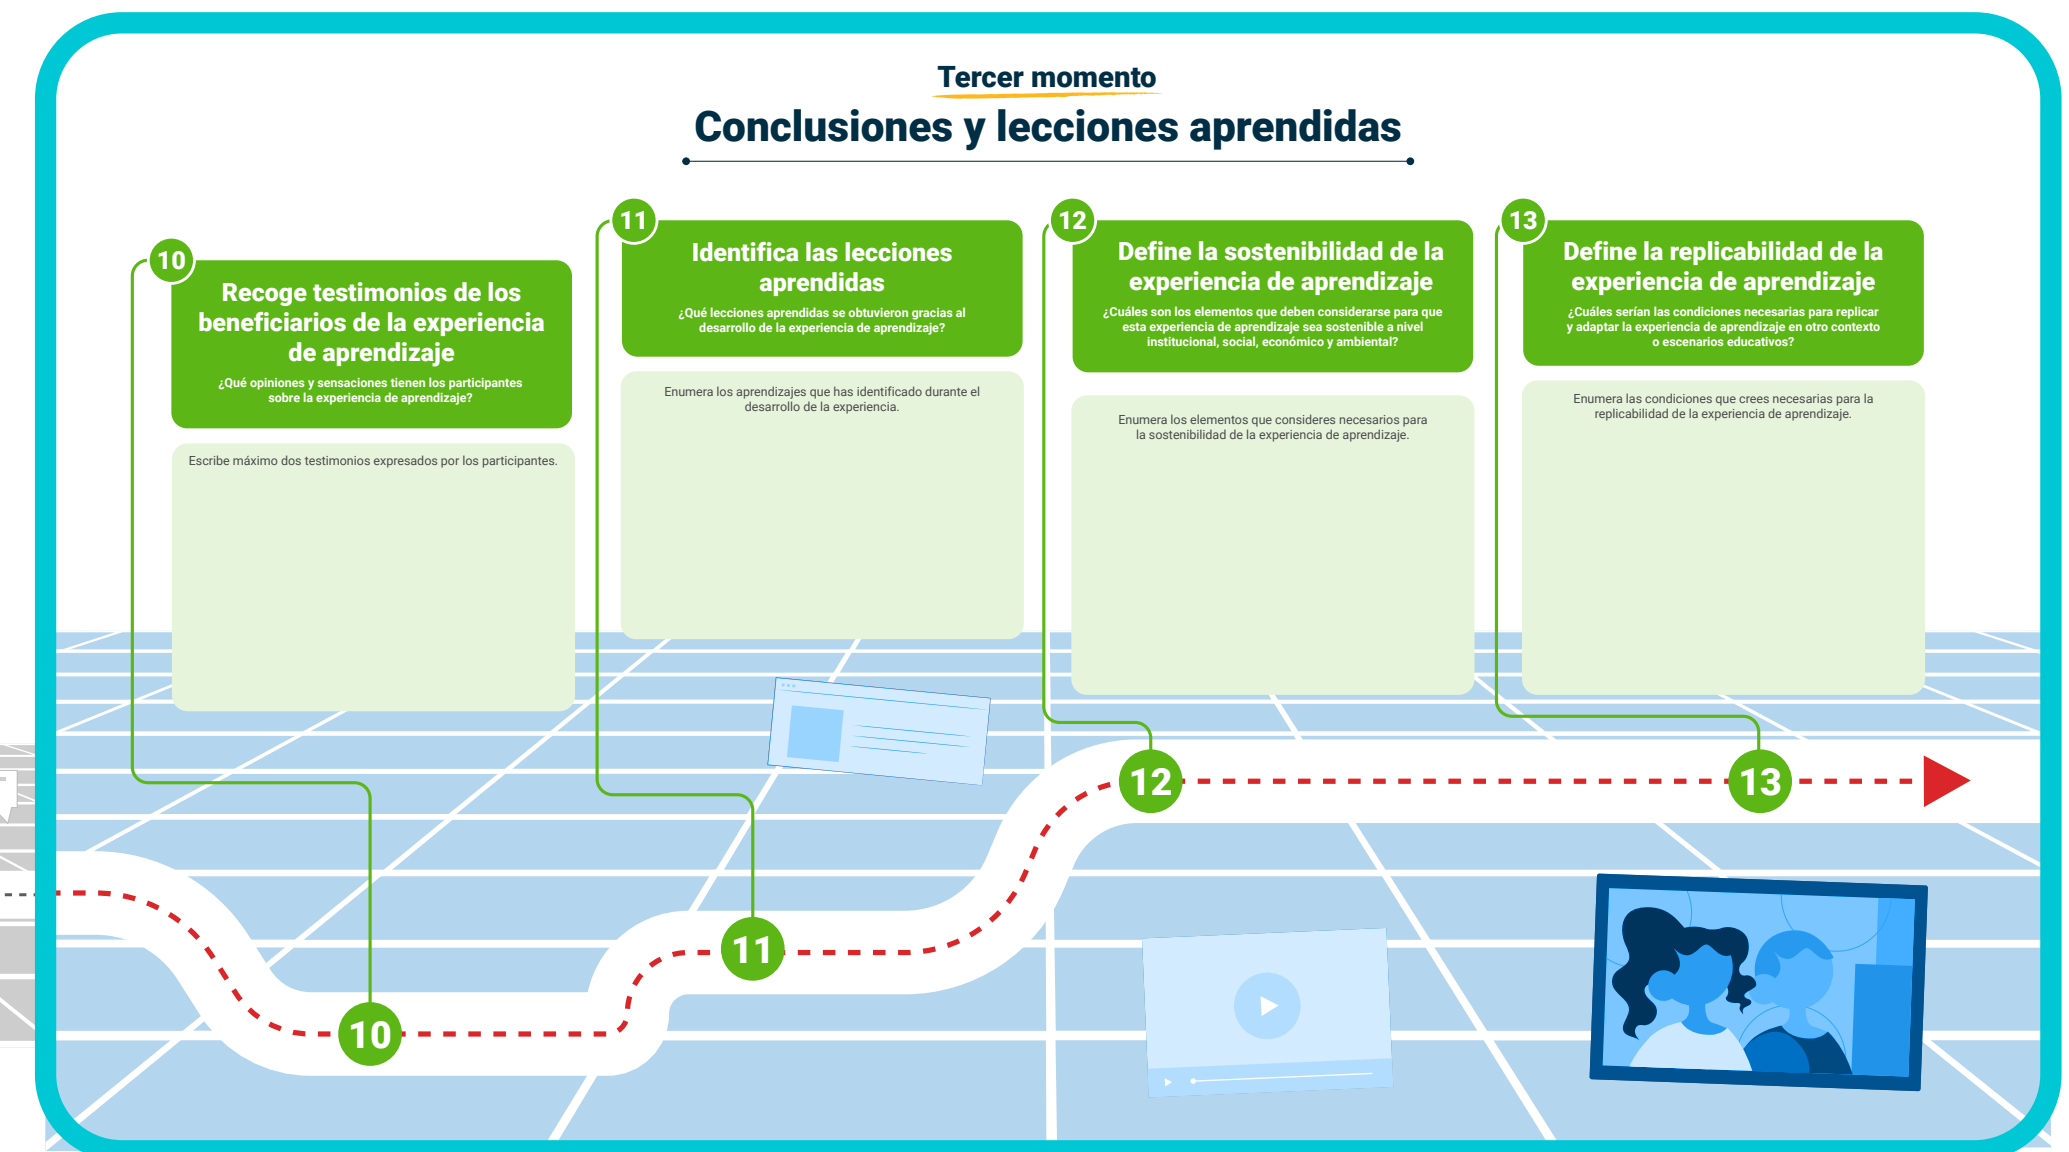 Tercer momento
Conclusiones y lecciones aprendidas
10
Recoge testimonios de los
beneficiarios de la experiencia
de aprendizaje
¿Qué opiniones y sensaciones tienen los participantes
sobre la experiencia de aprendizaje?
Escribe máximo dos testimonios expresados por los participantes.
11
Identifica las lecciones
aprendidas
¿Qué lecciones aprendidas se obtuvieron gracias al
desarrollo de la experiencia de aprendizaje?
Enumera los aprendizajes que has identificado durante el
desarrollo de la experiencia.
12
Define la sostenibilidad de la
experiencia de aprendizaje
¿Cuáles son los elementos que deben considerarse para que
esta experiencia de aprendizaje sea sostenible a nivel
institucional, social, económico y ambiental?
Enumera los elementos que consideres necesarios para
la sostenibilidad de la experiencia de aprendizaje.
13
Define la replicabilidad de la
experiencia de aprendizaje
¿Cuáles serían las condiciones necesarias para replicar
y adaptar la experiencia de aprendizaje en otro contexto
o escenarios educativos?
Enumera las condiciones que crees necesarias para la
replicabilidad de la experiencia de aprendizaje.
10
11
12
13